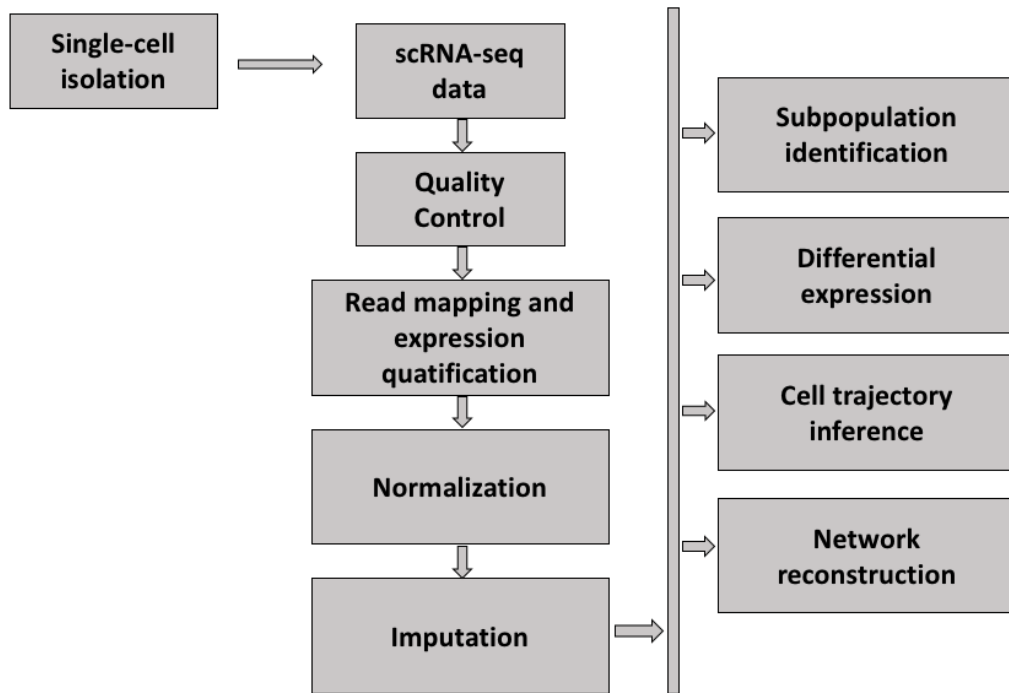 Single-cell
isolation
scRNA-seq
data
Quality
Control
Read mapping and
expression
quatification
Normalization
Imputation
Subpopulation
identification
Differential
expression
Cell trajectory
inference
Network
reconstruction